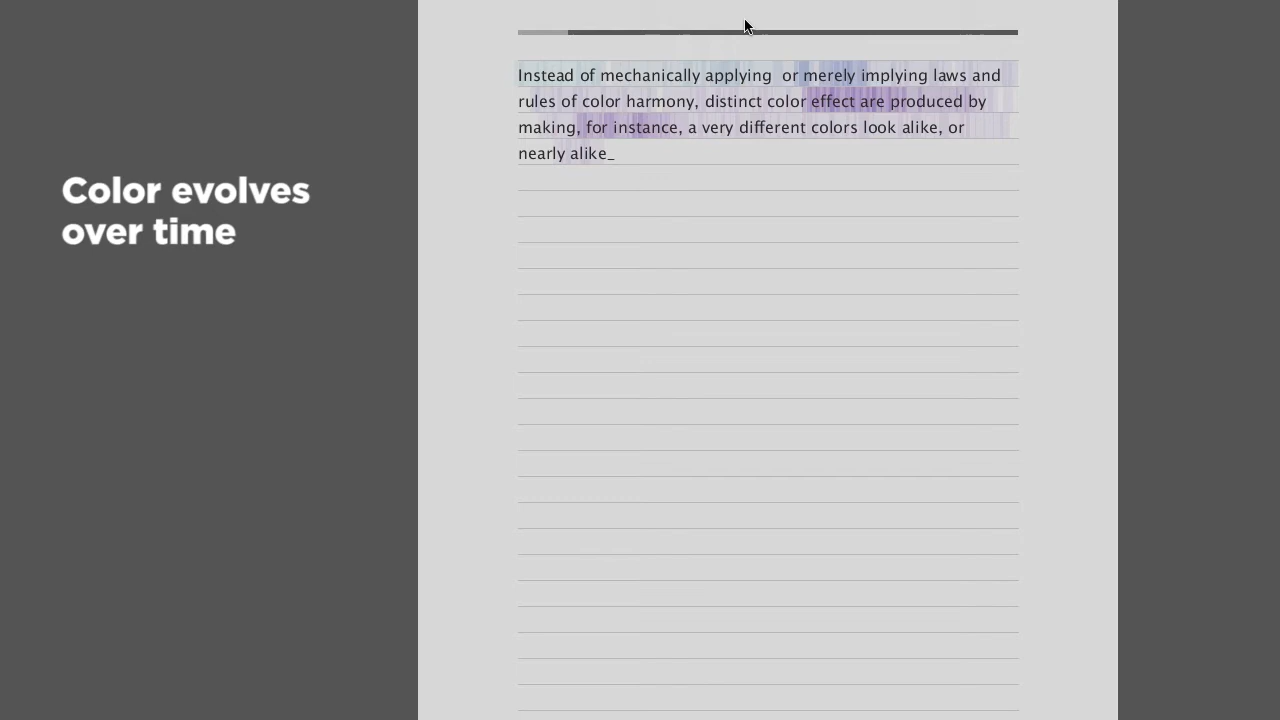 Color evolves
over time
Instead of mechanically applying  or merely implying laws and
rules of color harmony, distinct color effect are produced by
making, for instance, a very different colors look alike, or
nearly alike_